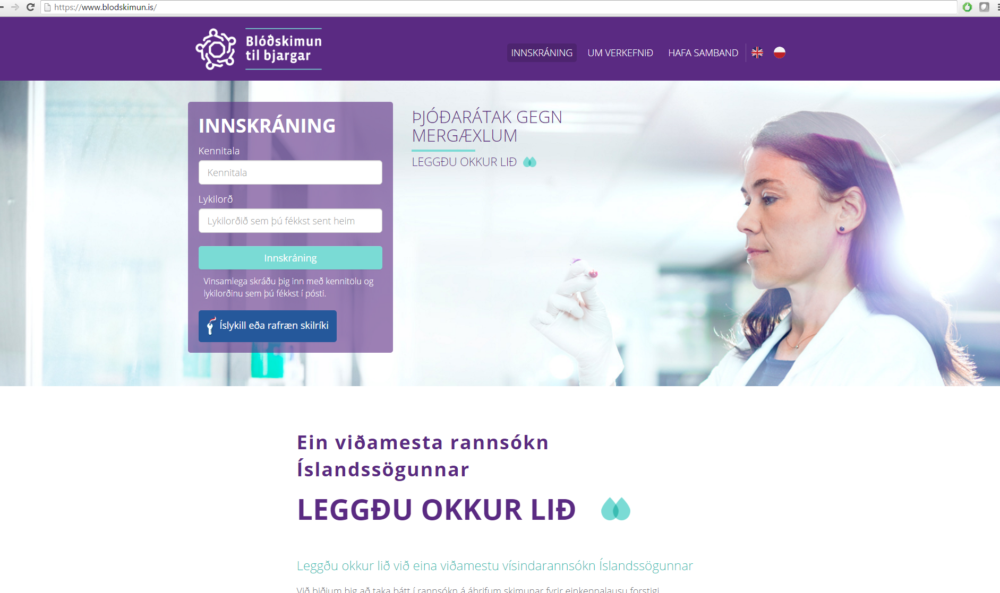 https://www.blodskimun.is/
Blóðskimun
til bjargar
INNSKRÁNING
UM VERKEFNIÐ
HAFA SAMBAND
INNSKRÁNING
Kennitala
Kennitala
Lykilorð
Lykilorðið sem þú fékkst sent heim
Innskráning
Vinsamlega skráðu þig inn með kennitölu og
lykilorðinu sem þú fékkst í pósti.
Íslykill eða rafræn skilríki
ÞJÓÐARÁTAK GEGN
MERGÆXLUM
LEGGÐU OKKUR LIÐ
Ein viðamesta rannsókn
Íslandssögunnar
LEGGÐU OKKUR LIÐ
Leggðu okkur lið við eina viðamestu vísindarannsókn Íslandssögunnar
Við biðjum þig að taka þátt í rannsókn á áhrifum skimunar fyrir einkennalausu forstigi